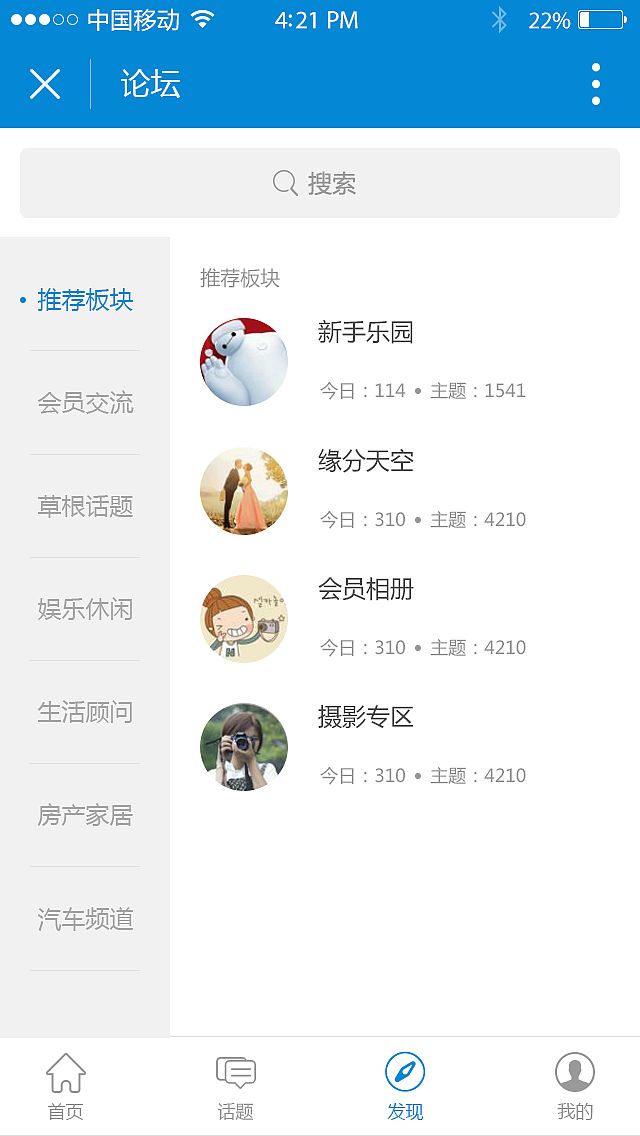 中国移动 4:21 PM 22%
论坛
搜索
推荐板块
会员交流
草根话题
娱乐休闲
生活顾问
房产家居
汽车频道
推荐板块
新手乐园
今日：114 • 主题：1541
缘分天空
今日：310 • 主题：4210
会员相册
今日：310 • 主题：4210
摄影专区
今日：310 • 主题：4210
首页 话题 发现 我的